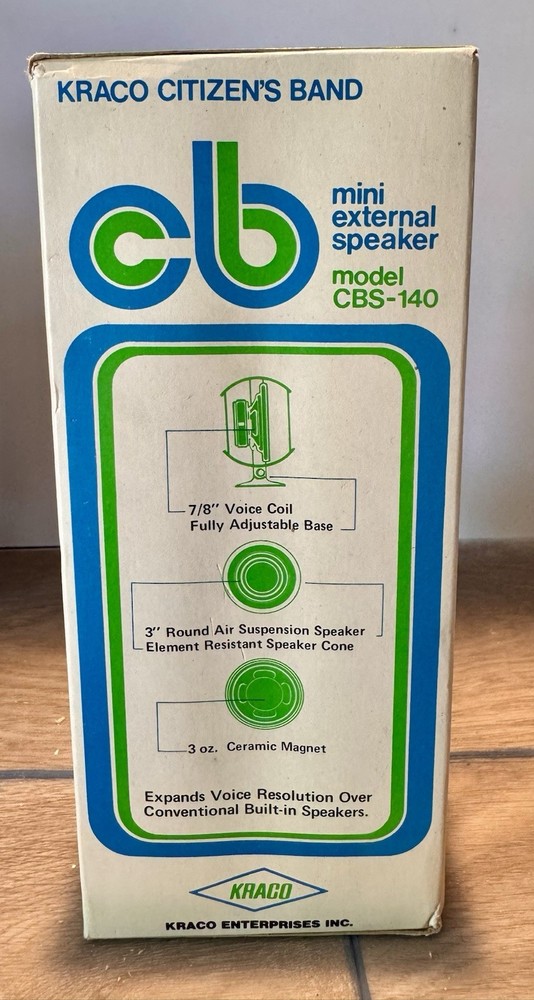 KRACO CITIZEN'S BAND
cb
mini
external
speaker
model
CBS-140
7/8" Voice Coil
Fully Adjustable Base
3" Round Air Suspension Speaker
Element Resistant Speaker Cone
3 oz. Ceramic Magnet
Expands Voice Resolution Over
Conventional Built-in Speakers.
KRACO
KRACO ENTERPRISES INC.